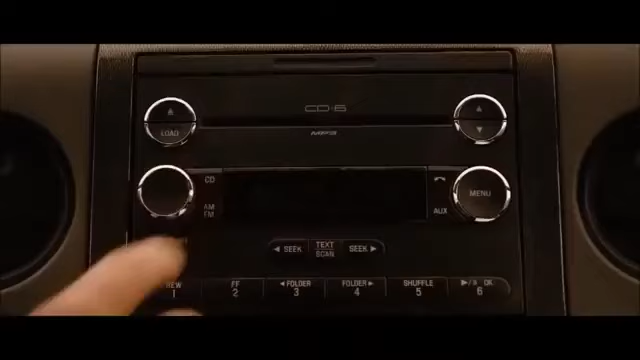 CD-6
LOAD
MP3
CD
MENU
AM
FM
AUX
SEEK TEXT SEEK
SCAN
REW FF FOLDER FOLDER SHUFFLE
1 2 3 4 5 6